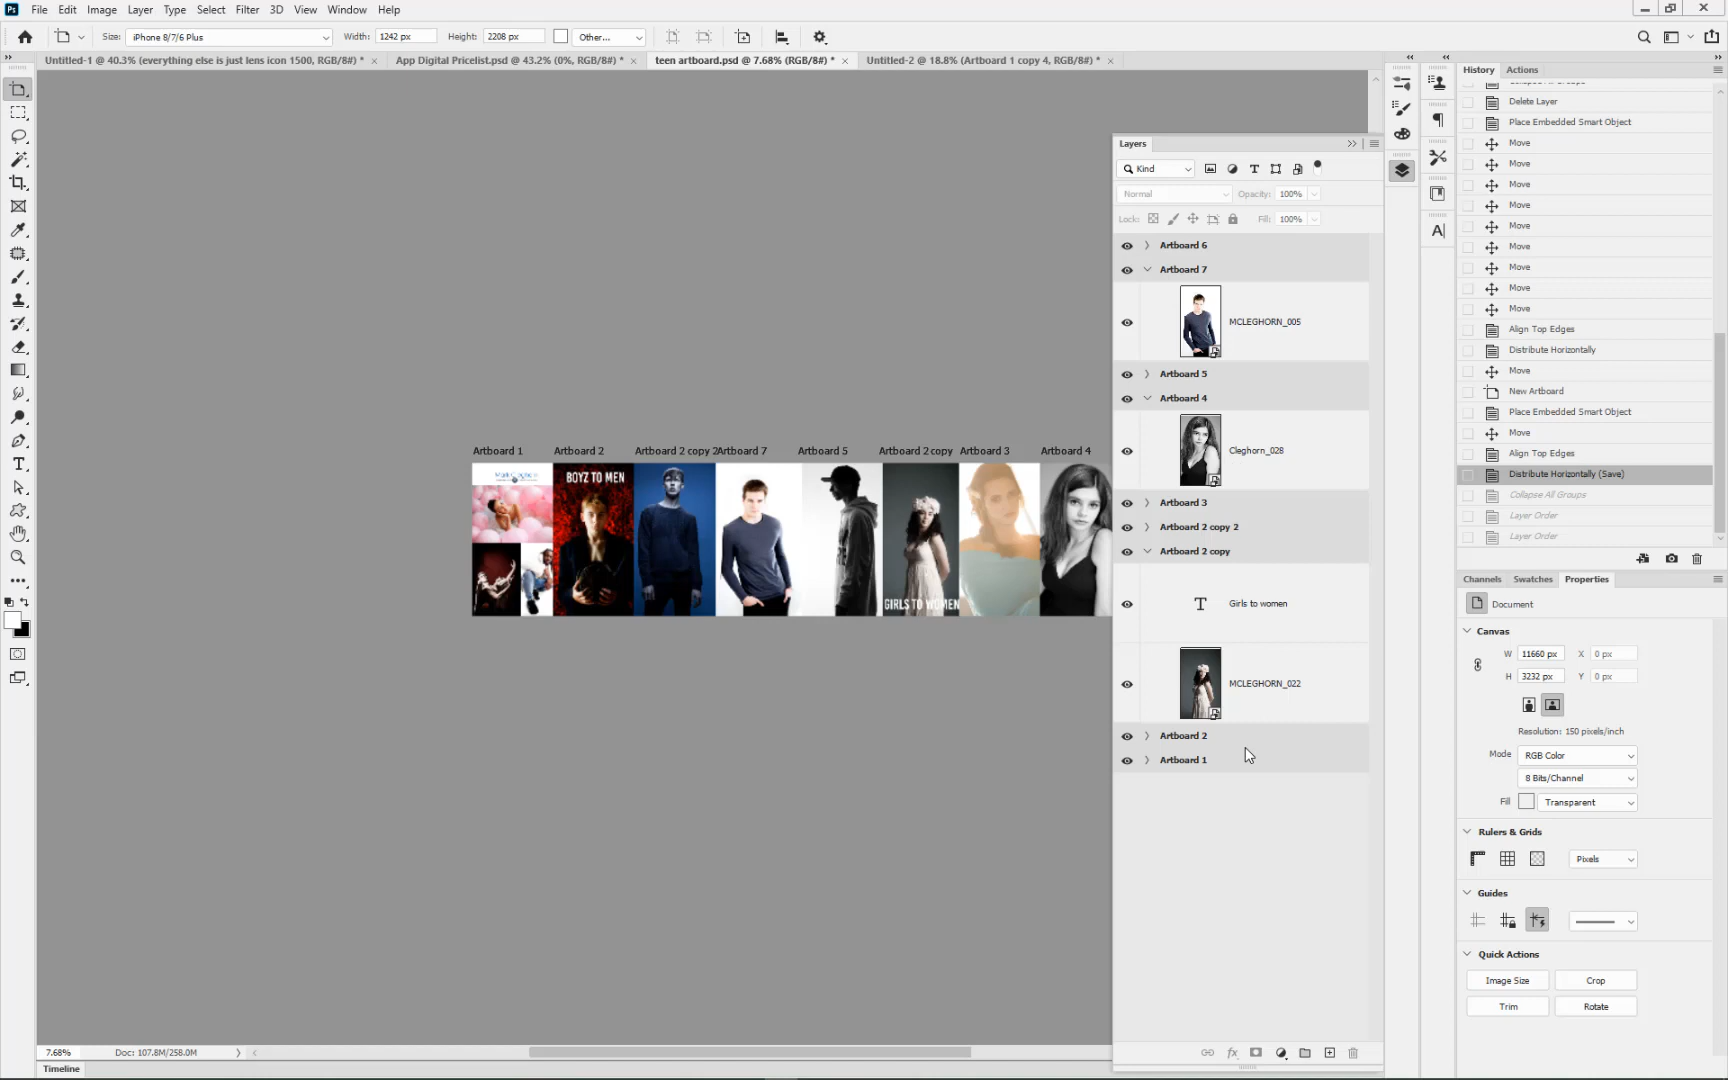 Ps File Edit Image Layer Type Select Filter 3D View Window Help
Size: iPhone 8/7/6 Plus Width: 1242 px Height: 2208 px Other...
Untitled-1 @ 40.3% (everything else is just lens icon 1500, RGB/8#) * App Digital Pricelist.psd @ 43.2% (0%, RGB/8#) * teen artboard.psd @ 7.68% (RGB/8#) * Untitled-2 @ 18.8% (Artboard 1 copy 4, RGB/8#) *
Artboard 1 Artboard 2 Artboard 2 copy 2 Artboard 7 Artboard 5 Artboard 2 copy Artboard 3 Artboard 4
BOYZ TO MEN
GIRLS TO WOMEN
Layers
Kind
Normal Opacity: 100%
Lock: Fill: 100%
Artboard 6
Artboard 7
MCLEGHORN_005
Artboard 5
Artboard 4
Cleghorn_028
Artboard 3
Artboard 2 copy 2
Artboard 2 copy
T Girls to women
MCLEGHORN_022
Artboard 2
Artboard 1
fx
History Actions
Delete Layer
Place Embedded Smart Object
Move
Move
Move
Move
Move
Move
Move
Move
Move
Align Top Edges
Distribute Horizontally
Move
New Artboard
Place Embedded Smart Object
Move
Align Top Edges
Distribute Horizontally (Save)
Collapse All Groups
Layer Order
Layer Order
Channels Swatches Properties
Document
Canvas
W 11660 px X 0 px
H 3232 px Y 0 px
Resolution: 150 pixels/inch
Mode RGB Color
8 Bits/Channel
Fill Transparent
Rulers & Grids
Pixels
Guides
Quick Actions
Image Size Crop
Trim Rotate
7.68% Doc: 107.8M/258.0M
Timeline